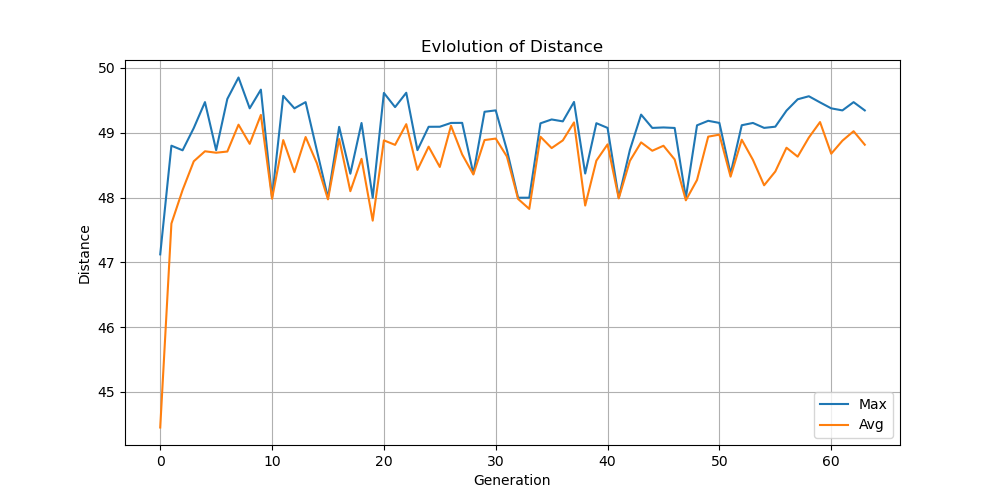 Evlolution of Distance
50
49
48
47
46
45
Distance
0 10 20 30 40 50 60
Generation
Max
Avg